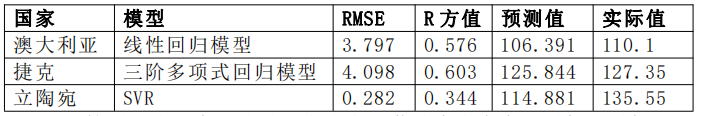 国家 模型 RMSE R 方值 预测值 实际值
澳大利亚 线性回归模型 3.797 0.576 106.391 110.1
捷克 三阶多项式回归模型 4.098 0.603 125.844 127.35
立陶宛 SVR 0.282 0.344 114.881 135.55